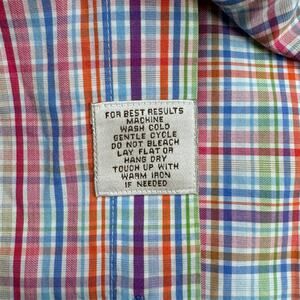 FOR BEST RESULTS
MACHINE
WASH COLD
GENTLE CYCLE
DO NOT BLEACH
LAY FLAT OR
HANG DRY
TOUCH UP WITH
WARM IRON
IF NEEDED